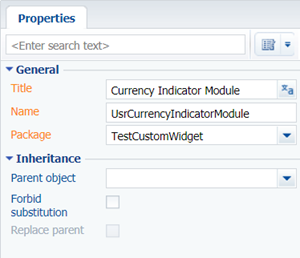 Properties
<Enter search text>
General
Title Currency Indicator Module
Name UsrCurrencyIndicatorModule
Package TestCustomWidget
Inheritance
Parent object
Forbid
substitution
Replace parent